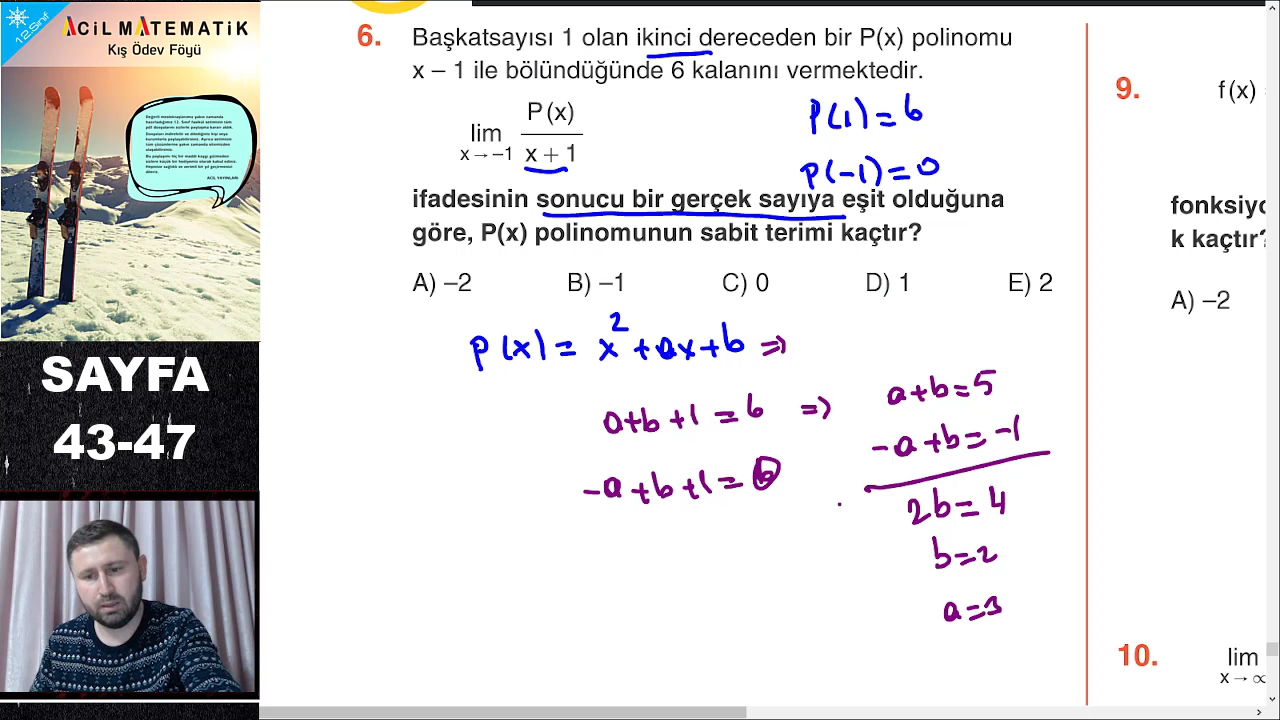 12.Sınıf
ACİL MATEMATİK
Kış Ödev Föyü
ACİL YAYINLARI
SAYFA
43-47
6. Başkatsayısı 1 olan ikinci dereceden bir P(x) polinomu
x – 1 ile bölündüğünde 6 kalanını vermektedir.
lim x→–1 P(x) / x + 1
P(1) = 6
P(-1) = 0
ifadesinin sonucu bir gerçek sayıya eşit olduğuna
göre, P(x) polinomunun sabit terimi kaçtır?
A) –2 B) –1 C) 0 D) 1 E) 2
P(x) = x² + ax + b ⇒
a+b+1 = 6 ⇒ a+b = 5
-a+b = -1
-a+b+1 =
2b = 4
b = 2
a = 3
9. f(x)
k kaçtır?
A) –2
10. lim
x → ∞